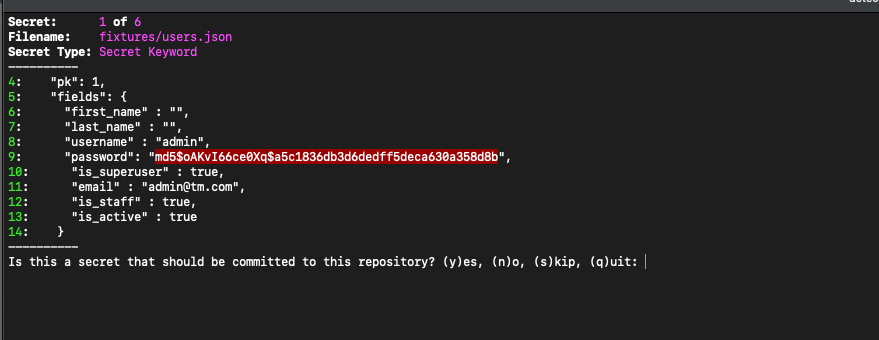 Secret:      1 of 6
Filename:    fixtures/users.json
Secret Type: Secret Keyword
----------
4:    "pk": 1,
5:    "fields": {
6:      "first_name" : "",
7:      "last_name" : "",
8:      "username" : "admin",
9:      "password": "md5$oAKvI66ce0Xq$a5c1836db3d6dedff5deca630a358d8b",
10:      "is_superuser" : true,
11:      "email" : "admin@tm.com",
12:      "is_staff" : true,
13:      "is_active" : true
14:    }
----------
Is this a secret that should be committed to this repository? (y)es, (n)o, (s)kip, (q)uit: